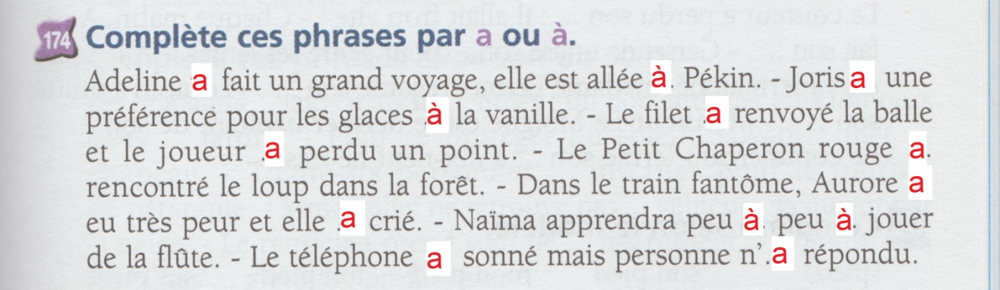 174 Complète ces phrases par a ou à.
Adeline a fait un grand voyage, elle est allée à. Pékin. - Joris a une
préférence pour les glaces .à la vanille. - Le filet .a renvoyé la balle
et le joueur .a perdu un point. - Le Petit Chaperon rouge a.
rencontré le loup dans la forêt. - Dans le train fantôme, Aurore a
eu très peur et elle .a crié. - Naïma apprendra peu à. peu à. jouer
de la flûte. - Le téléphone a sonné mais personne n'.a répondu.